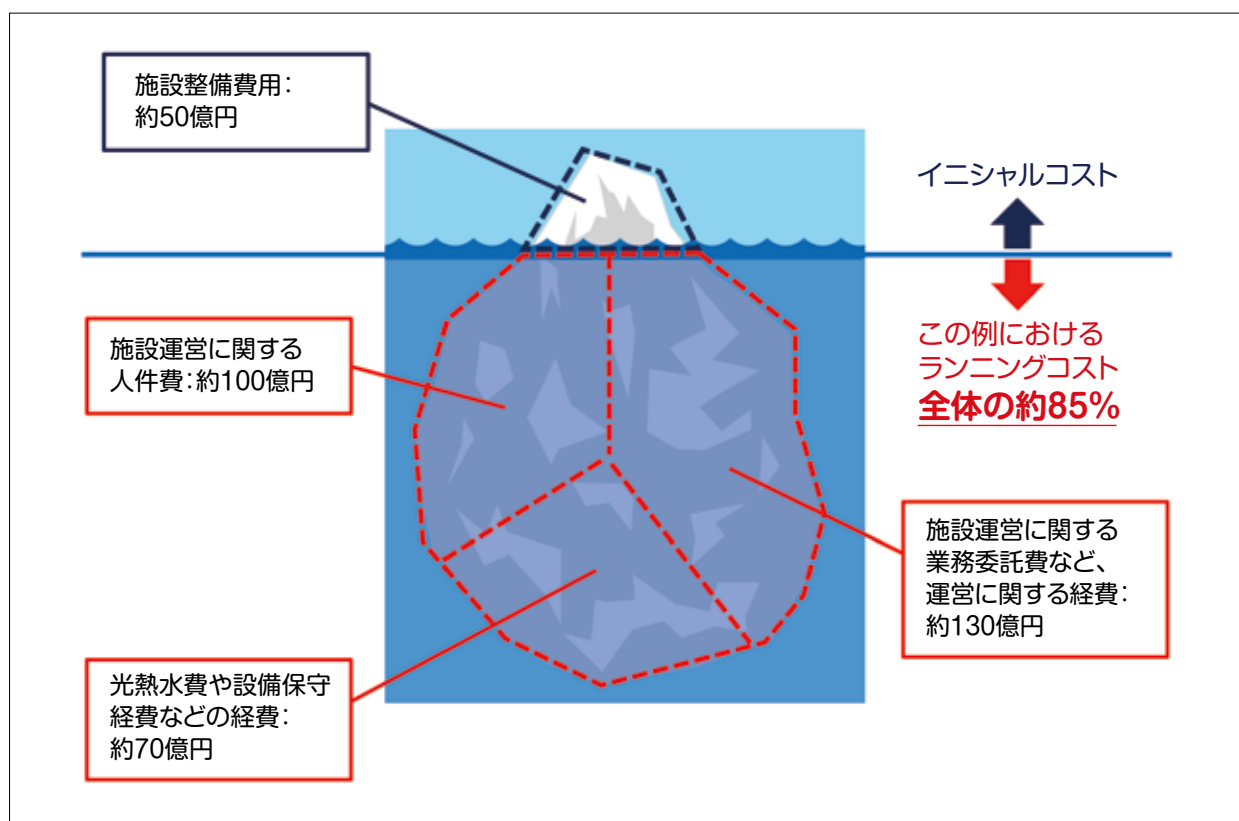 施設整備費用：
約50億円
イニシャルコスト
施設運営に関する
人件費：約100億円
この例における
ランニングコスト
全体の約85％
施設運営に関する
業務委託費など、
運営に関する経費：
約130億円
光熱水費や設備保守
経費などの経費：
約70億円